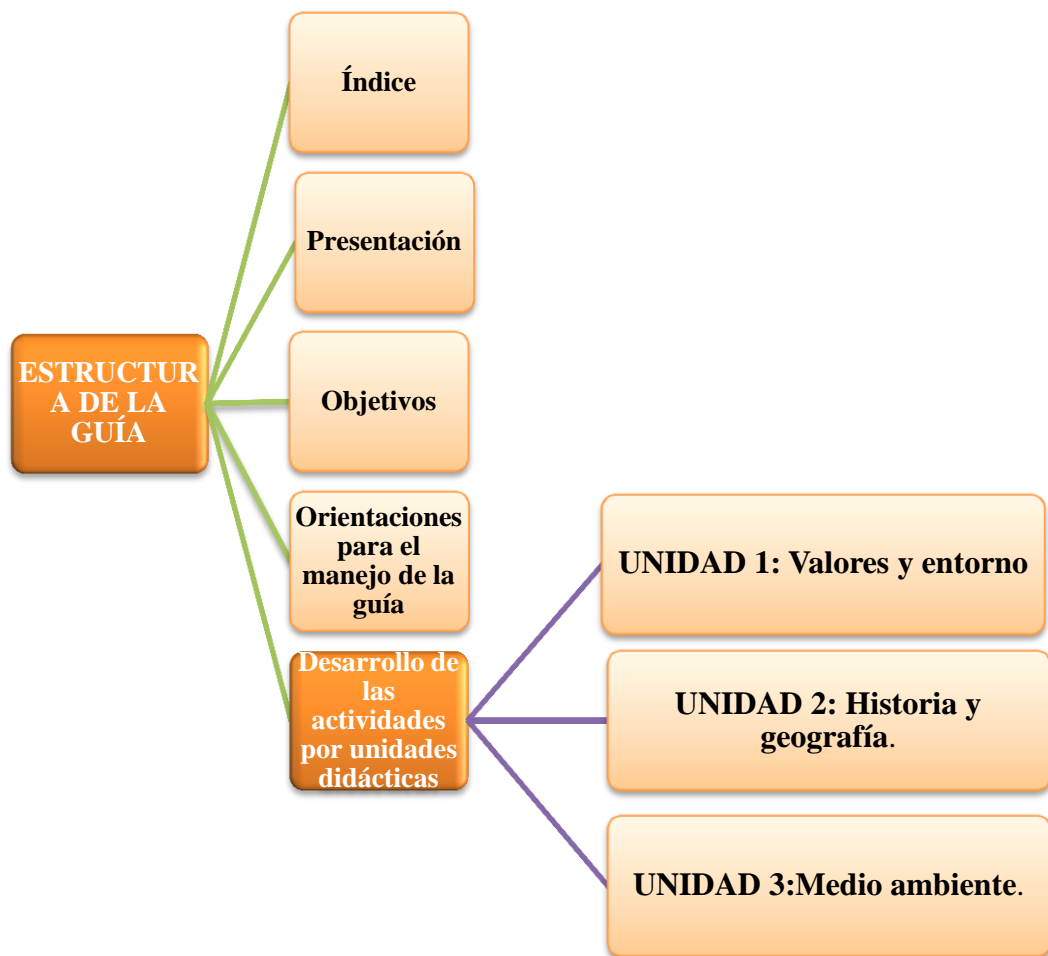 Índice
Presentación
ESTRUCTUR
A DE LA
GUÍA
Objetivos
Orientaciones
para el
manejo de la
guía
Desarrollo de
las
actividades
por unidades
didácticas
UNIDAD 1: Valores y entorno
UNIDAD 2: Historia y
geografía.
UNIDAD 3:Medio ambiente.